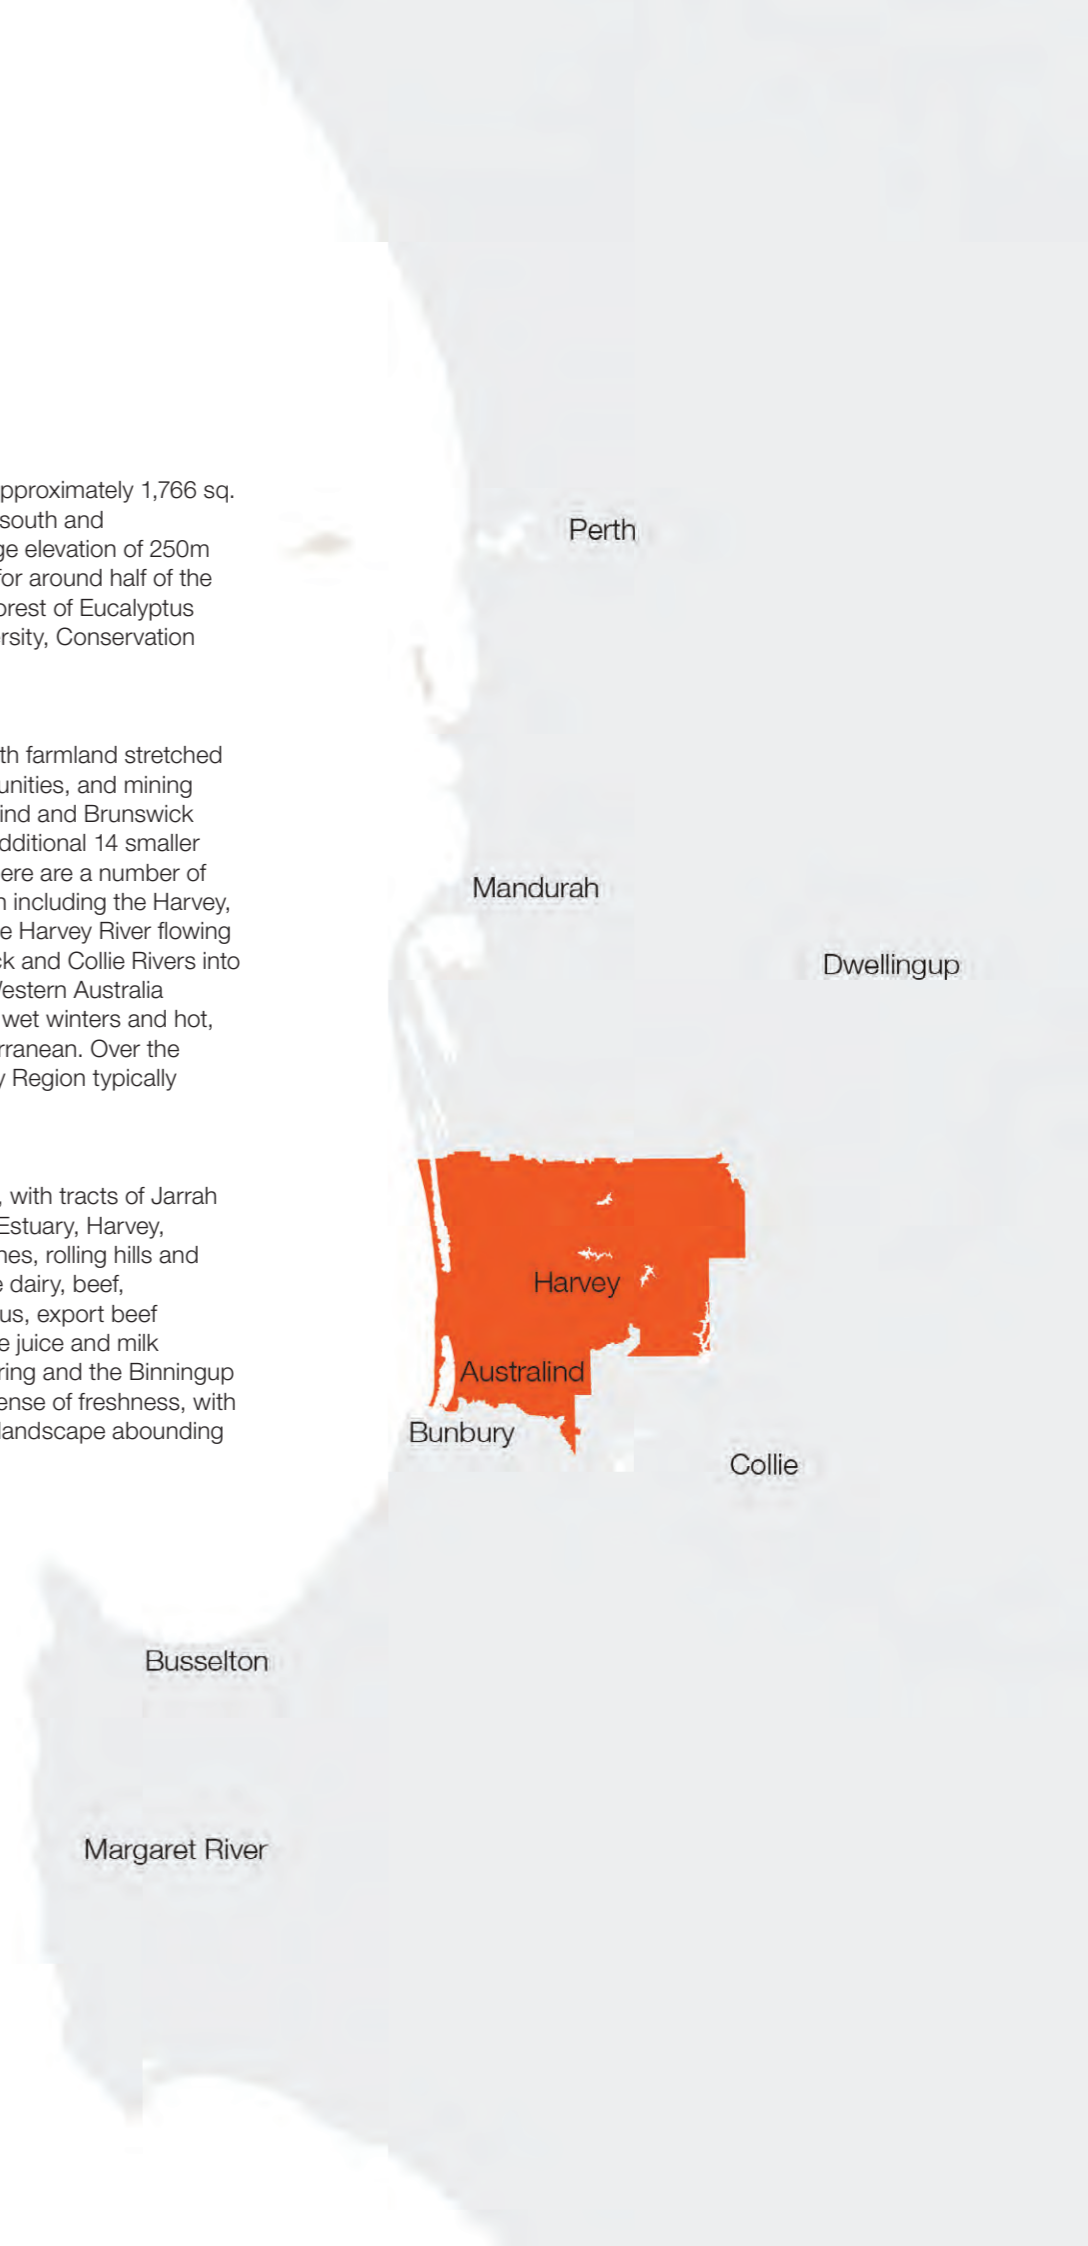 pproximately 1,766 sq.
south and
ge elevation of 250m
for around half of the
orest of Eucalyptus
ersity, Conservation
th farmland stretched
unities, and mining
ind and Brunswick
dditional 14 smaller
ere are a number of
n including the Harvey,
e Harvey River flowing
ck and Collie Rivers into
Western Australia
wet winters and hot,
rranean. Over the
y Region typically
, with tracts of Jarrah
Estuary, Harvey,
nes, rolling hills and
e dairy, beef,
us, export beef
e juice and milk
ring and the Binningup
ense of freshness, with
landscape abounding
Perth
Mandurah
Dwellingup
Harvey
Australind
Bunbury
Collie
Busselton
Margaret River